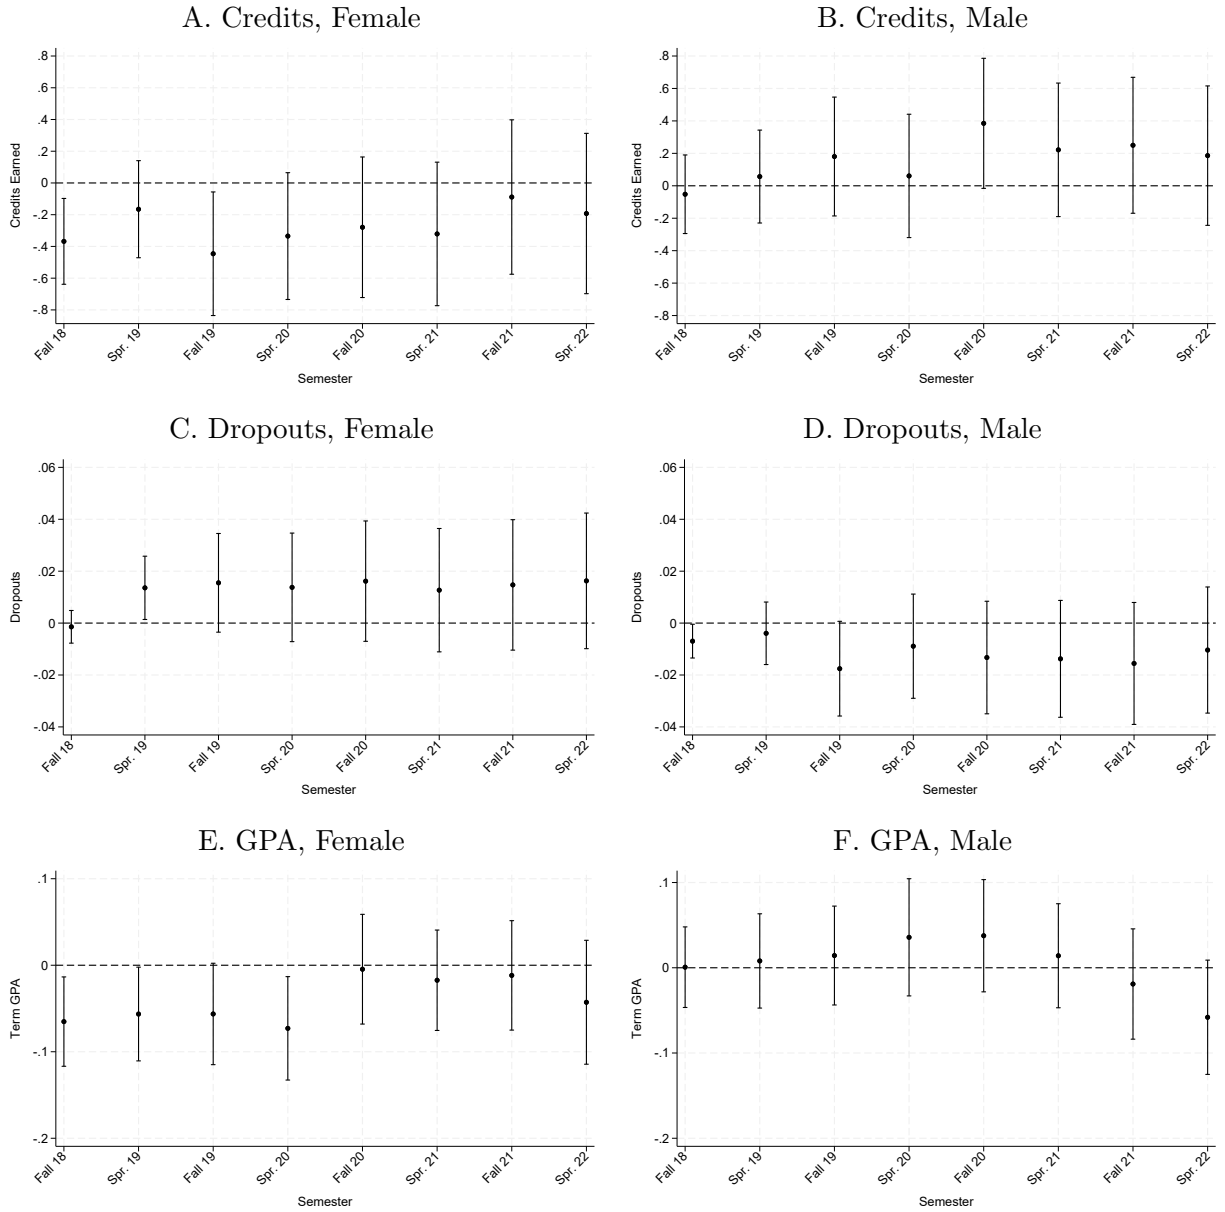 A. Credits, Female
.8
.6
.4
.2
0
-.2
-.4
-.6
-.8
Credits Earned
Fall 18
Spr. 19
Fall 19
Spr. 20
Fall 20
Spr. 21
Fall 21
Spr. 22
Semester
B. Credits, Male
.8
.6
.4
.2
0
-.2
-.4
-.6
-.8
Credits Earned
Fall 18
Spr. 19
Fall 19
Spr. 20
Fall 20
Spr. 21
Fall 21
Spr. 22
Semester
C. Dropouts, Female
.06
.04
.02
0
-.02
-.04
Dropouts
Fall 18
Spr. 19
Fall 19
Spr. 20
Fall 20
Spr. 21
Fall 21
Spr. 22
Semester
D. Dropouts, Male
.06
.04
.02
0
-.02
-.04
Dropouts
Fall 18
Spr. 19
Fall 19
Spr. 20
Fall 20
Spr. 21
Fall 21
Spr. 22
Semester
E. GPA, Female
.1
0
-.1
-.2
Term GPA
Fall 18
Spr. 19
Fall 19
Spr. 20
Fall 20
Spr. 21
Fall 21
Spr. 22
Semester
F. GPA, Male
.1
0
-.1
-.2
Term GPA
Fall 18
Spr. 19
Fall 19
Spr. 20
Fall 20
Spr. 21
Fall 21
Spr. 22
Semester